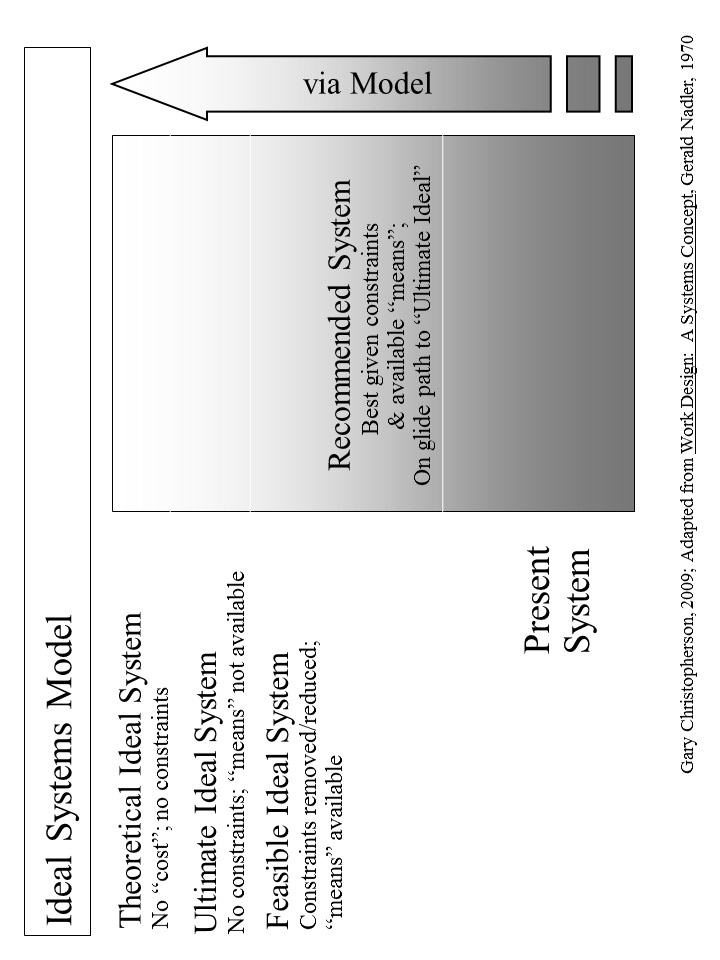 Ideal Systems Model
Theoretical Ideal System
No “cost”; no constraints
Ultimate Ideal System
No constraints; “means” not available
Feasible Ideal System
Constraints removed/reduced;
“means” available
Present
System
Recommended System
Best given constraints
& available “means”;
On glide path to “Ultimate Ideal”
via Model
Gary Christopherson, 2009; Adapted from Work Design: A Systems Concept, Gerald Nadler, 1970